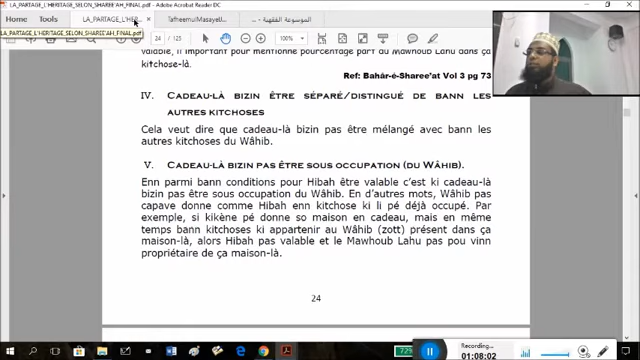 LA_PARTAGE_L'HERITAGE_SELON_SHAREE'AH_FINAL.pdf - Adobe Acrobat Reader DC
Home Tools LA_PARTAGE_L'HER... × TafheemulMasayelU... الموسوعة الفقهية ...
LA_PARTAGE_L'HERITAGE_SELON_SHAREE'AH_FINAL.pdf
24 / 125 100%
valable, li important pour mentionne pourcentage part du Mawhoub Lahu dans ça
kitchose-là.
Ref: Bahár-é-Sharee'at Vol 3 pg 73
IV. CADEAU-LÀ BIZIN ÊTRE SÉPARÉ/DISTINGUÉ DE BANN LES
AUTRES KITCHOSES
Cela veut dire que cadeau-là bizin pas être mélangé avec bann les
autres kitchoses du Wâhib.
V. CADEAU-LÀ BIZIN PAS ÊTRE SOUS OCCUPATION (DU WÂHIB).
Enn parmi bann conditions pour Hibah être valable c'est ki cadeau-là
bizin pas être sous occupation du Wâhib. En d'autres mots, Wâhib pas
capave donne comme Hibah enn kitchose ki li pé déjà occupé. Par
exemple, si kikène pé donne so maison en cadeau, mais en même
temps bann kitchoses ki appartenir au Wâhib (zott) présent dans ça
maison-là, alors Hibah pas valable et le Mawhoub Lahu pas pou vinn
propriétaire de ça maison-là.
24
72%
Recording...
01:08:02